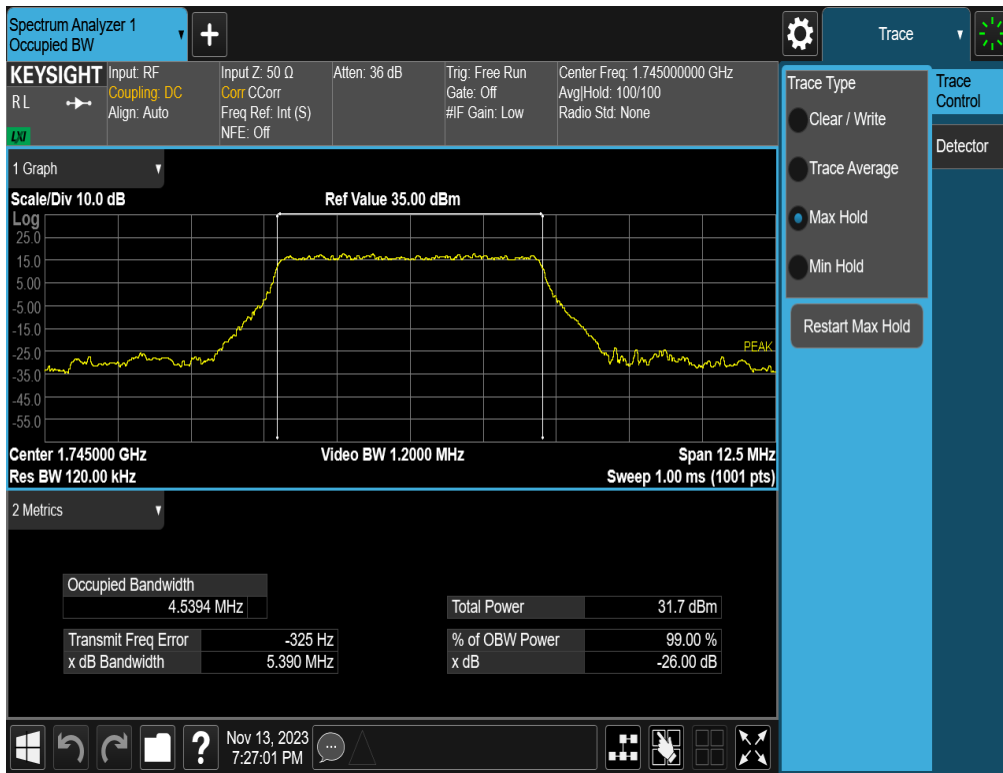 Spectrum Analyzer 1
Occupied BW
Trace
KEYSIGHT
R L
LXI
Input: RF
Coupling: DC
Align: Auto
Input Z: 50 Ω
Corr CCorr
Freq Ref: Int (S)
NFE: Off
Atten: 36 dB
Trig: Free Run
Gate: Off
#IF Gain: Low
Center Freq: 1.745000000 GHz
Avg|Hold: 100/100
Radio Std: None
1 Graph
Scale/Div 10.0 dB
Ref Value 35.00 dBm
Log
25.0
15.0
5.00
-5.00
-15.0
-25.0
-35.0
-45.0
-55.0
PEAK
Center 1.745000 GHz
Video BW 1.2000 MHz
Span 12.5 MHz
Res BW 120.00 kHz
Sweep 1.00 ms (1001 pts)
2 Metrics
Occupied Bandwidth
4.5394 MHz
Total Power 31.7 dBm
Transmit Freq Error -325 Hz
% of OBW Power 99.00 %
x dB Bandwidth 5.390 MHz
x dB -26.00 dB
Nov 13, 2023
7:27:01 PM
Trace Type
Clear / Write
Trace Average
Max Hold
Min Hold
Restart Max Hold
Trace
Control
Detector